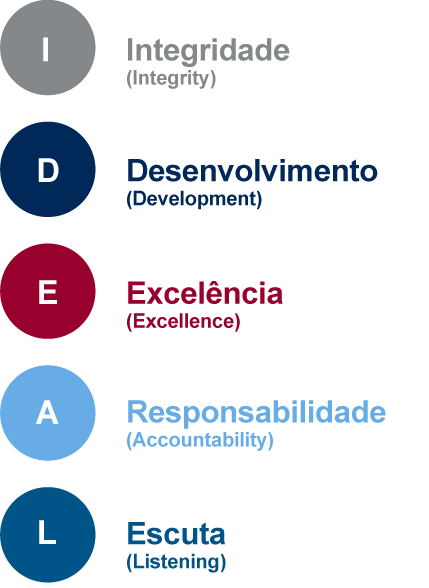 I
Integridade
(Integrity)
D
Desenvolvimento
(Development)
E
Excelência
(Excellence)
A
Responsabilidade
(Accountability)
L
Escuta
(Listening)